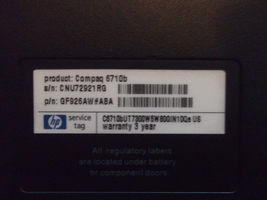 product: Compaq 6710b
s/n: CNU72921RG
p/n: GF926AW#ABA
hp
service
tag
C6710bUT7300W5W80GIN10Qa US
warranty 3 year
All regulatory labels
are located under battery
or component doors.